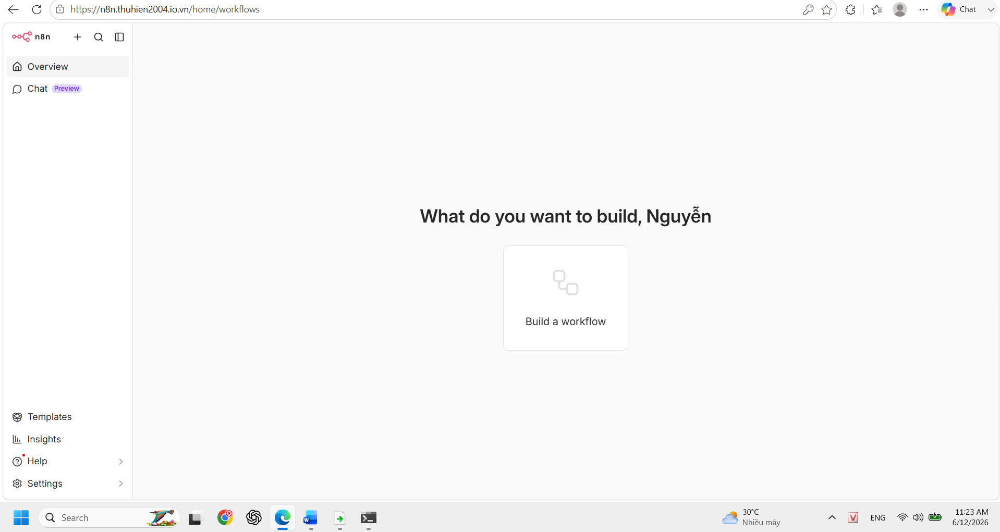 https://n8n.thuhien2004.io.vn/home/workflows
Chat
n8n
Overview
Chat Preview
What do you want to build, Nguyễn
Build a workflow
Templates
Insights
Help
Settings
Search
30°C
Nhiều mây
ENG
11:23 AM
6/12/2026